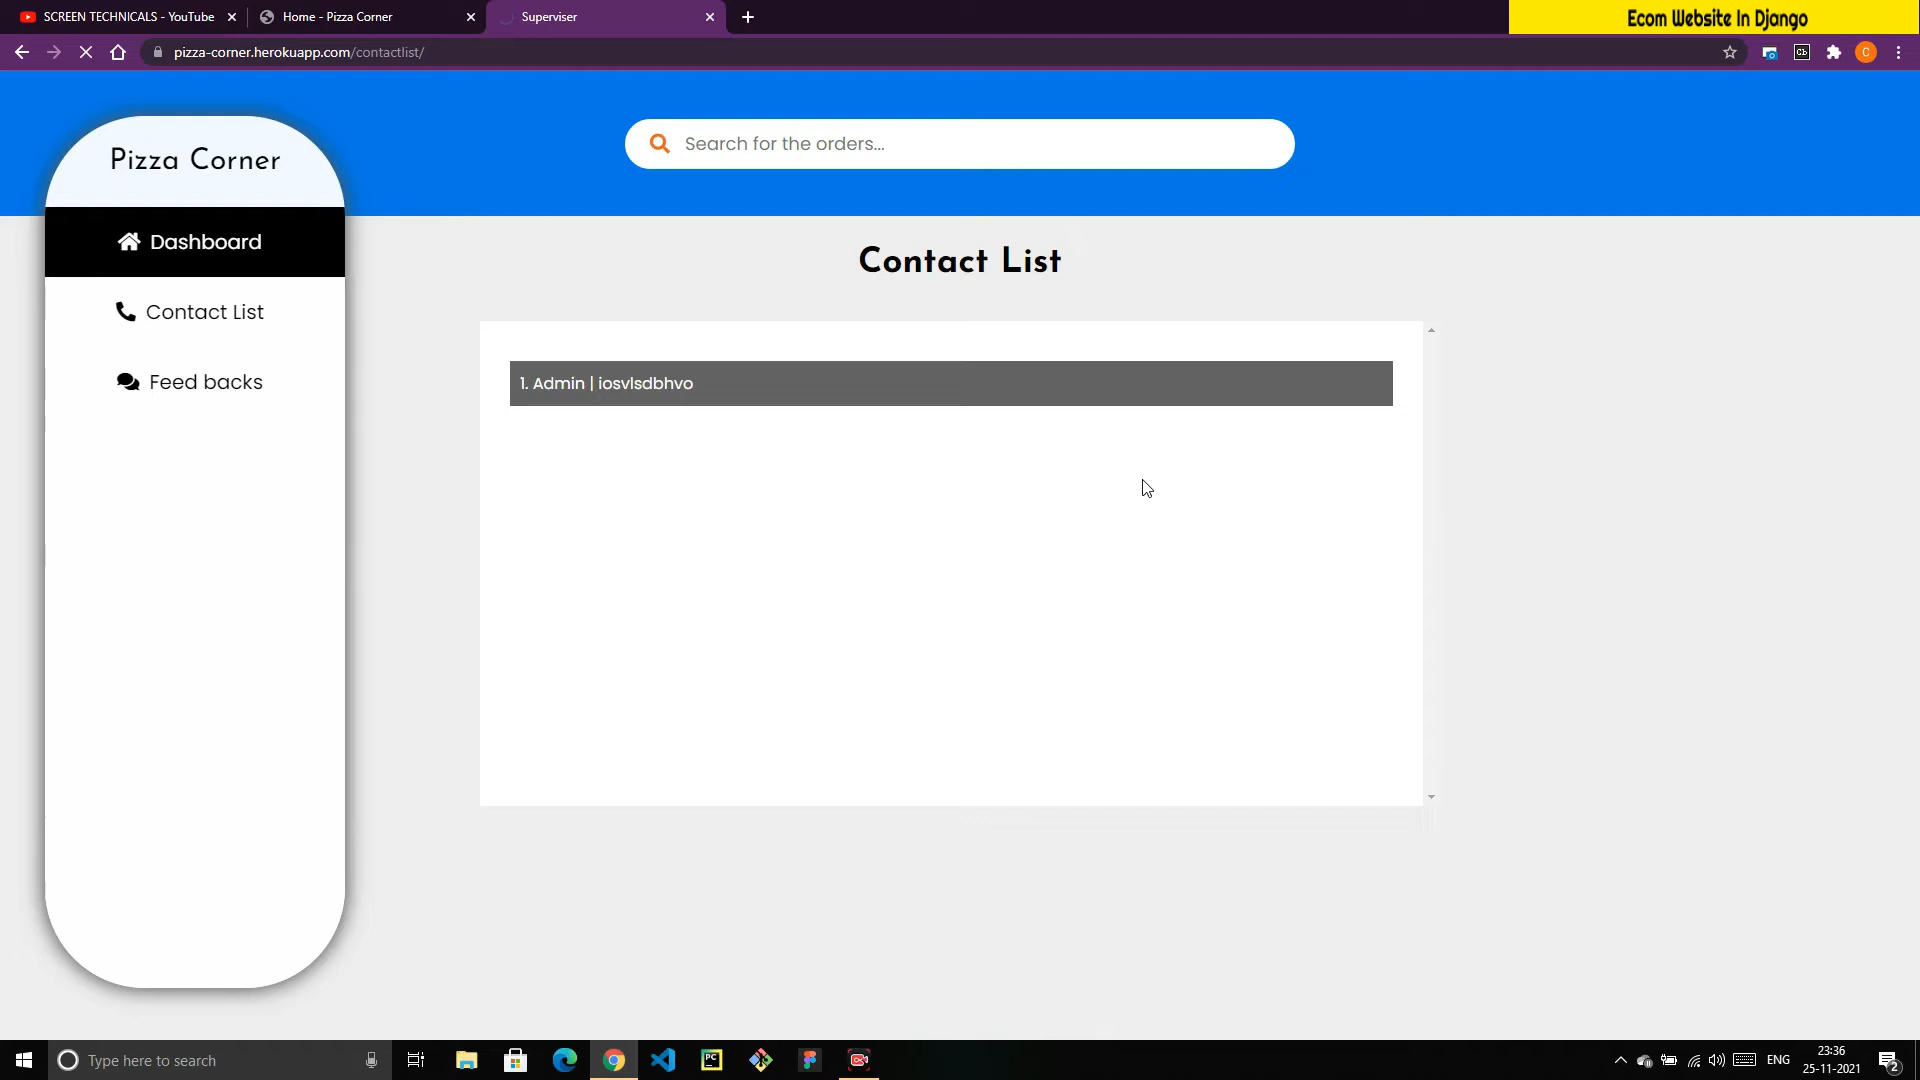 SCREEN TECHNICALS - YouTube
Home - Pizza Corner
Superviser
Ecom Website In Django
pizza-corner.herokuapp.com/contactlist/
C
Pizza Corner
Search for the orders...
Dashboard
Contact List
Contact List
Feed backs
1. Admin | iosvlsdbhvo
Type here to search
PC
ENG
23:36
25-11-2021
2